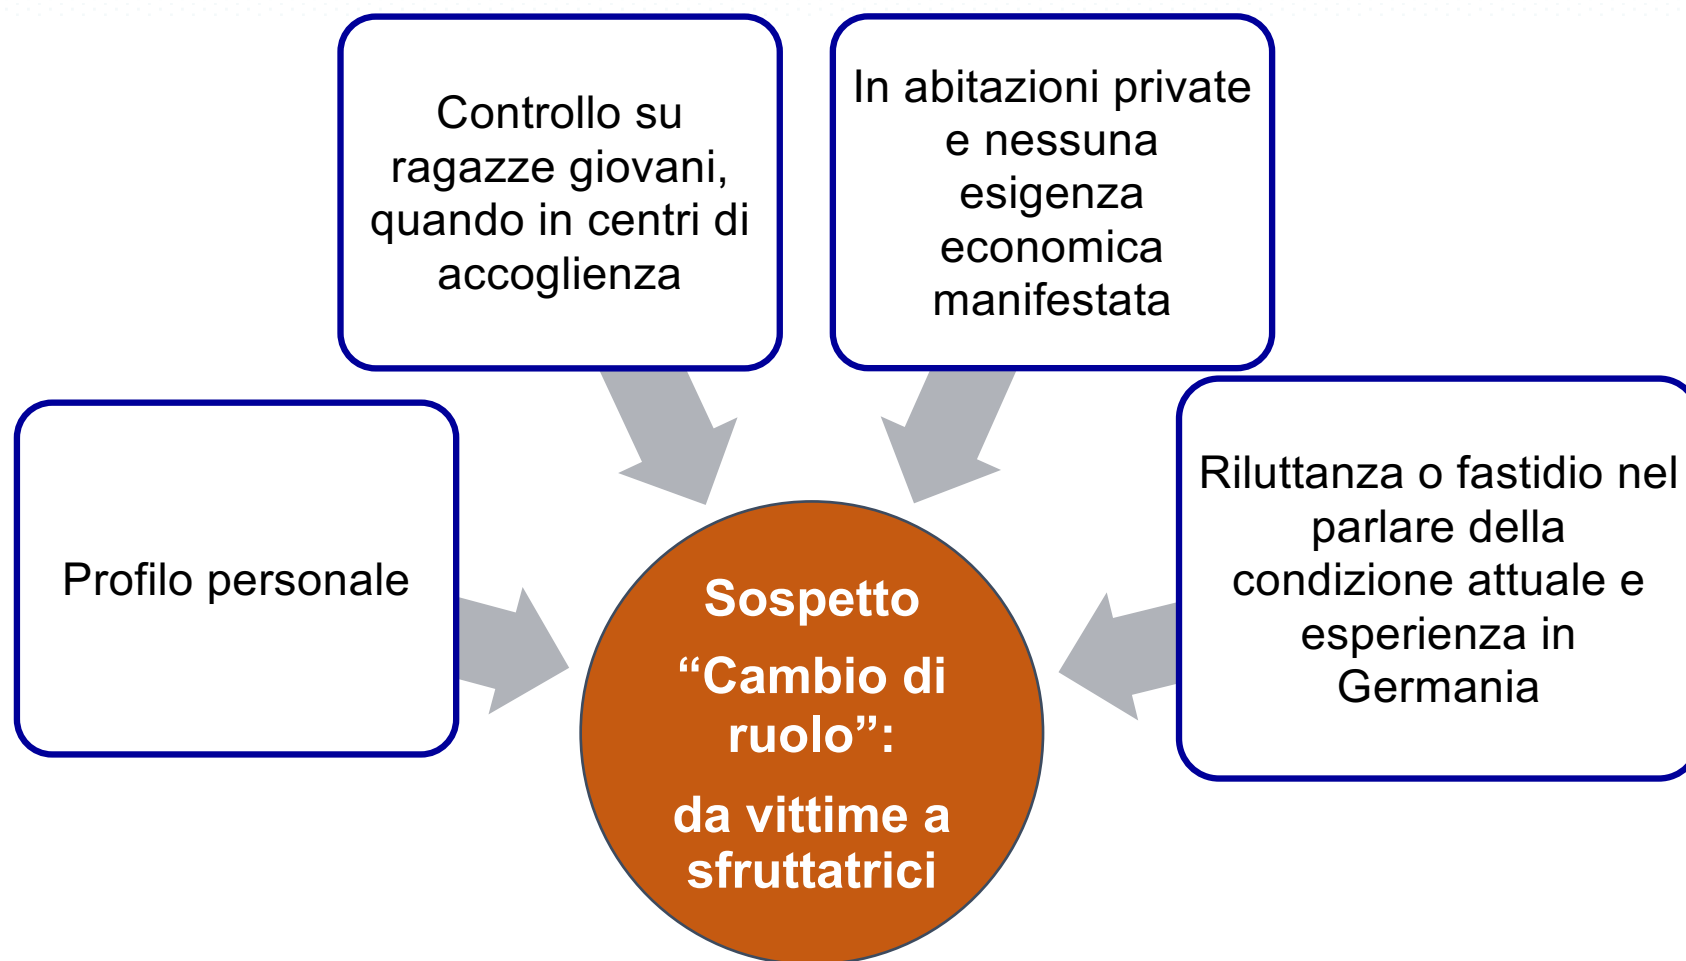 Controllo su
ragazze giovani,
quando in centri di
accoglienza
In abitazioni private
e nessuna
esigenza
economica
manifestata
Profilo personale
Riluttanza o fastidio nel
parlare della
condizione attuale e
esperienza in
Germania
Sospetto
“Cambio di
ruolo”:
da vittime a
sfruttatrici